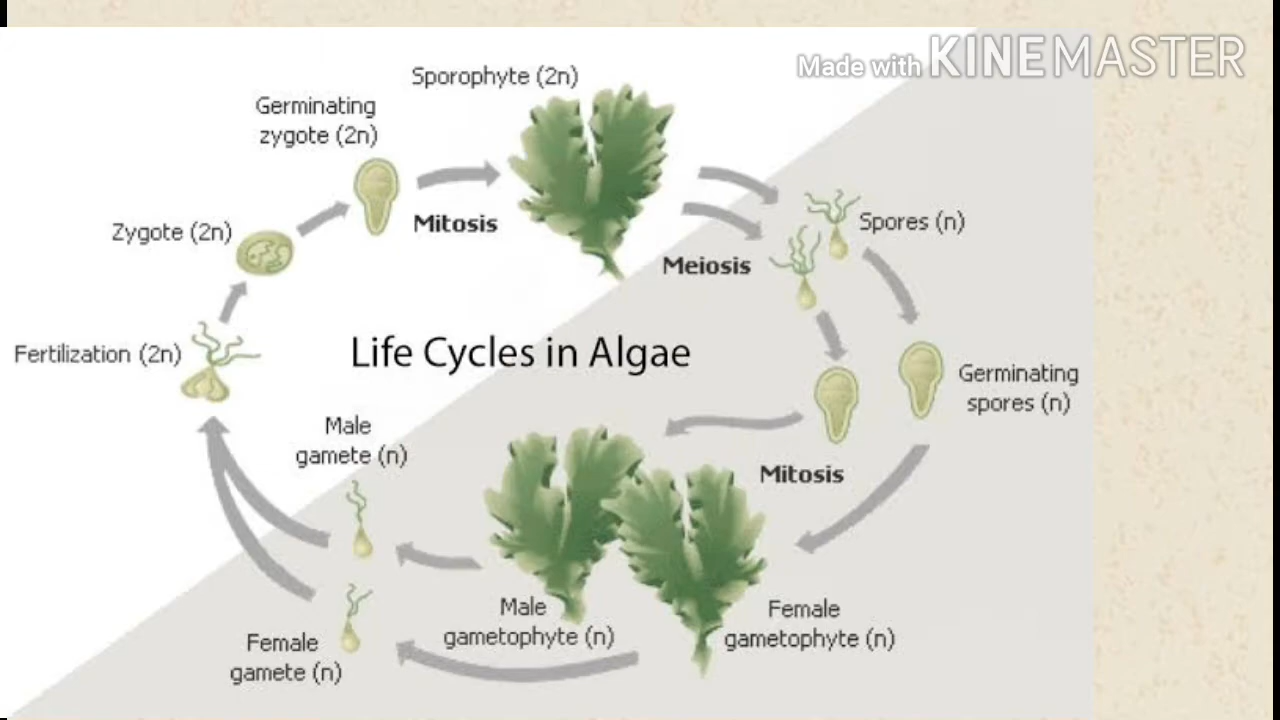 Made with KINEMASTER
Sporophyte (2n)
Germinating
zygote (2n)
Zygote (2n)
Mitosis
Spores (n)
Meiosis
Fertilization (2n)
Life Cycles in Algae
Germinating
spores (n)
Male
gamete (n)
Mitosis
Male
gametophyte (n)
Female
gametophyte (n)
Female
gamete (n)